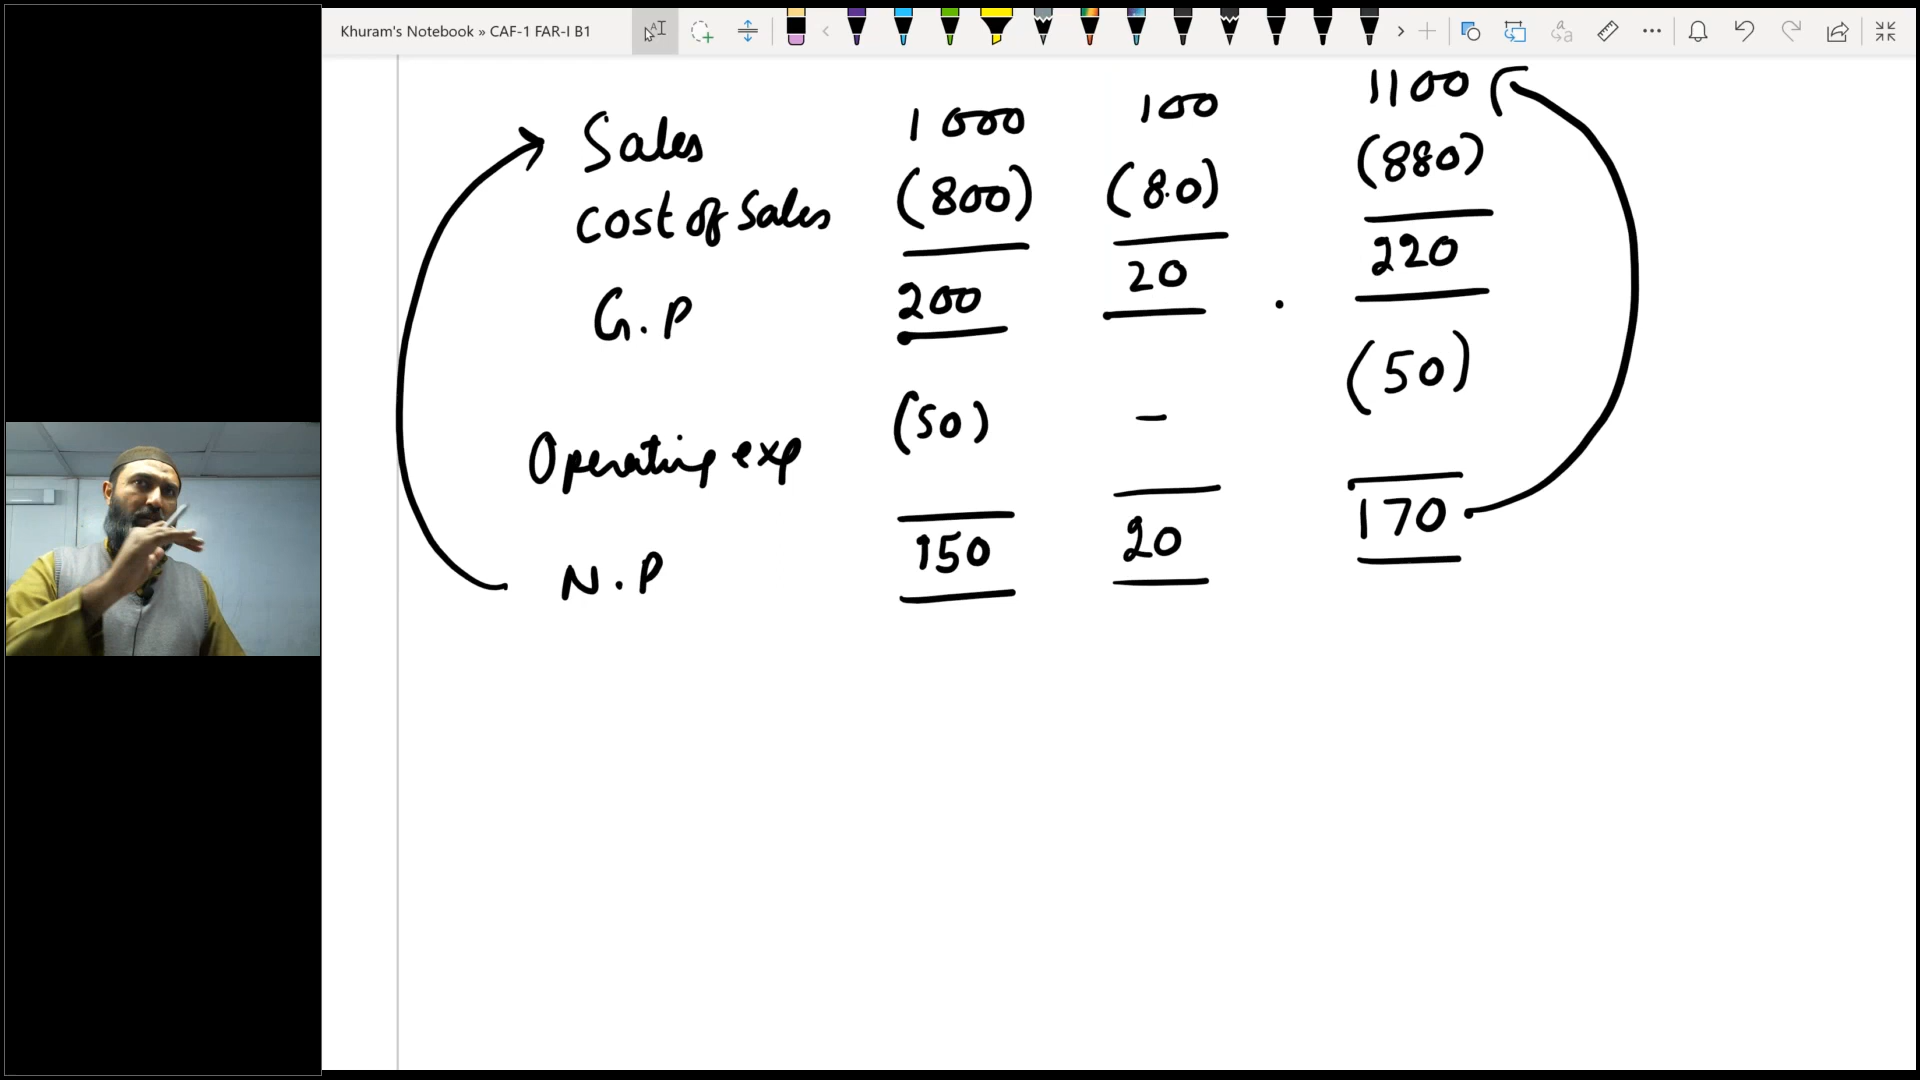 Khuram's Notebook » CAF-1 FAR-I B1
Sales 1000 100 1100
Cost of Sales (800) (80) (880)
G.P 200 20 220
Operating exp (50) - (50)
N.P 150 20 170